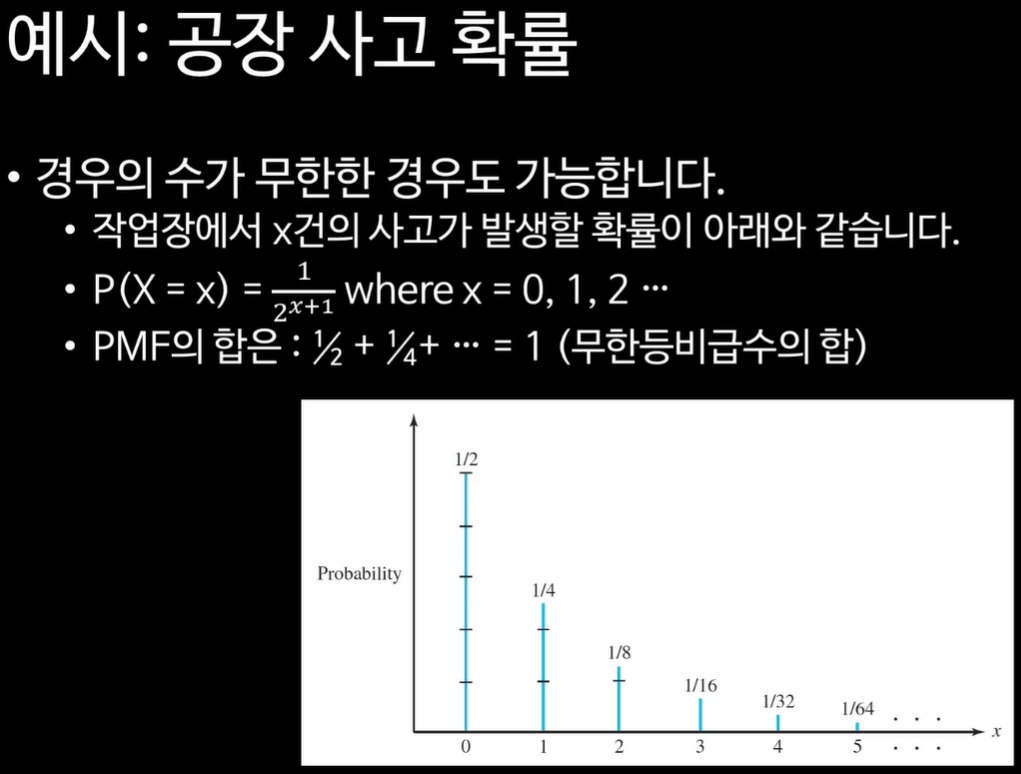 예시: 공장 사고 확률
• 경우의 수가 무한한 경우도 가능합니다.
• 작업장에서 x건의 사고가 발생할 확률이 아래와 같습니다.
• P(X = x) = \frac{1}{2^{x+1}} where x = 0, 1, 2 ⋯
• PMF의 합은 : ½ + ¼+ ⋯ = 1 (무한등비급수의 합)
1/2
Probability
1/4
1/8
1/16
1/32
1/64
. . .
x
0 1 2 3 4 5 . . .